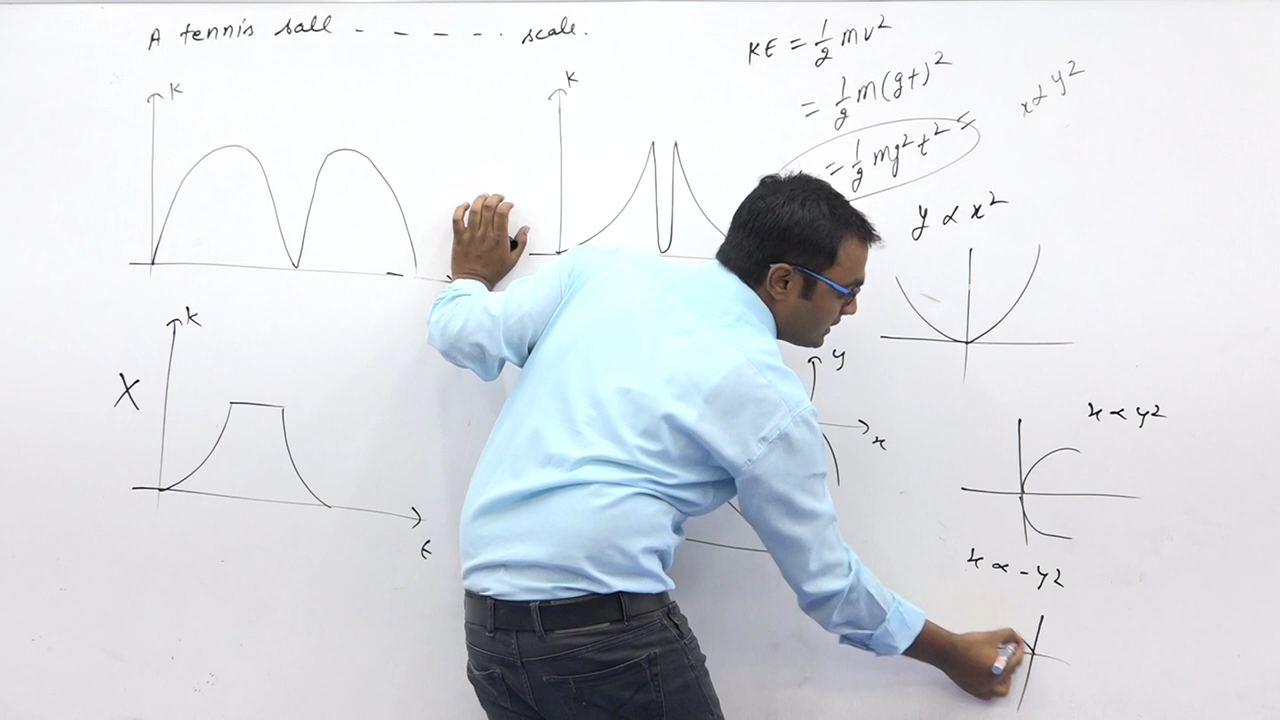 A tennis ball - - - - - . scale.
KE = 1/2 mv²
= 1/2 m(gt)²
= 1/2 mg²t² =
x ∝ y²
y ∝ x²
K
K
K
X
t
y
x
x ∝ y²
x ∝ - y²